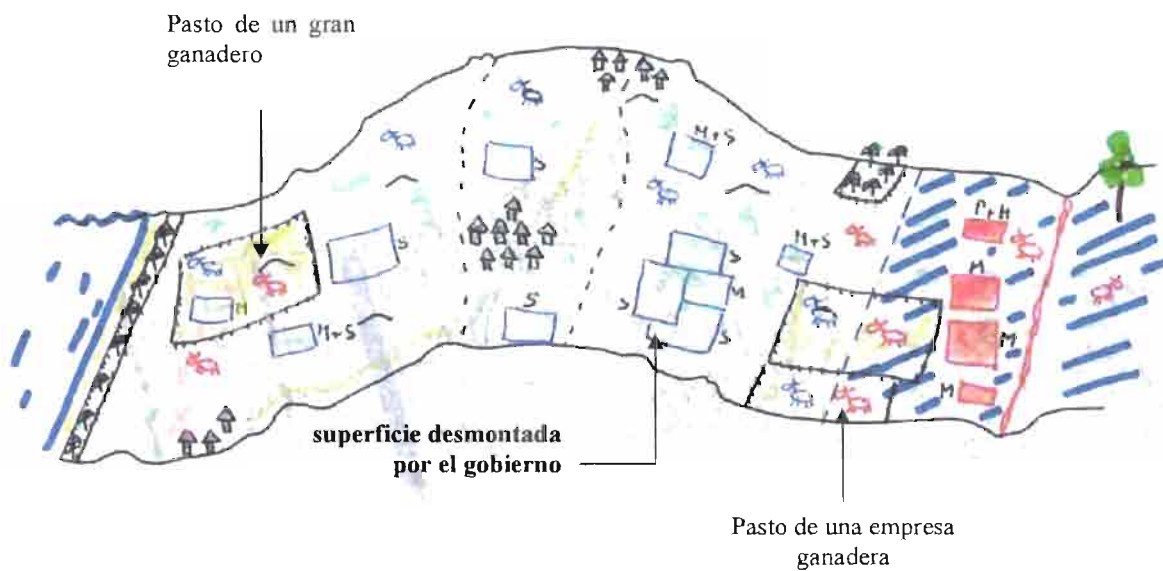 Pasto de un gran
ganadero
M+S
S
P+M
S
M+S
M
S
M
M+S
S
S
M
S
M
S
M
superficie desmontada
por el gobierno
Pasto de una empresa
ganadera